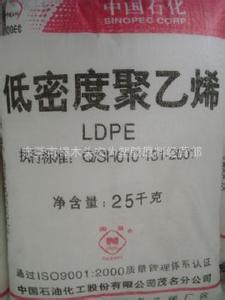 中国石化
SINOPEC CORP
低密度聚乙烯
LDPE
执行标准: Q/SH010 131-2001
净含量: 25千克
通过ISO9001:2000质量管理体系认证
中国石油化工股份有限公司茂名分公司